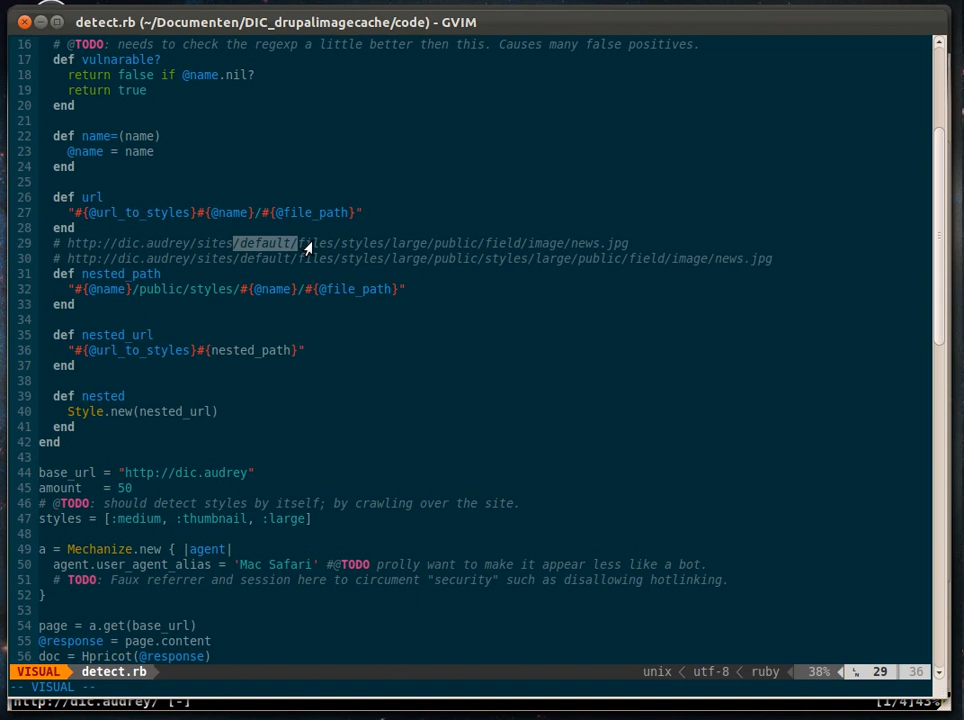 detect.rb (~/Documenten/DIC_drupalimagecache/code) - GVIM
16   # @TODO: needs to check the regexp a little better then this. Causes many false positives.
17   def vulnarable?
18     return false if @name.nil?
19     return true
20   end
21
22   def name=(name)
23     @name = name
24   end
25
26   def url
27     "#{@url_to_styles}#{@name}/#{@file_path}"
28   end
29   # http://dic.audrey/sites/default/files/styles/large/public/field/image/news.jpg
30   # http://dic.audrey/sites/default/files/styles/large/public/styles/large/public/field/image/news.jpg
31   def nested_path
32     "#{@name}/public/styles/#{@name}/#{@file_path}"
33   end
34
35   def nested_url
36     "#{@url_to_styles}#{nested_path}"
37   end
38
39   def nested
40     Style.new(nested_url)
41   end
42 end
43
44 base_url = "http://dic.audrey"
45 amount   = 50
46 # @TODO: should detect styles by itself; by crawling over the site.
47 styles = [:medium, :thumbnail, :large]
48
49 a = Mechanize.new { |agent|
50   agent.user_agent_alias = 'Mac Safari' #@TODO prolly want to make it appear less like a bot.
51   # TODO: Faux referrer and session here to circument "security" such as disallowing hotlinking.
52 }
53
54 page = a.get(base_url)
55 @response = page.content
56 doc = Hpricot(@response)
VISUAL detect.rb unix < utf-8 < ruby 38% 29 36
-- VISUAL --
http://dic.audrey/ [-] [1/4]43%